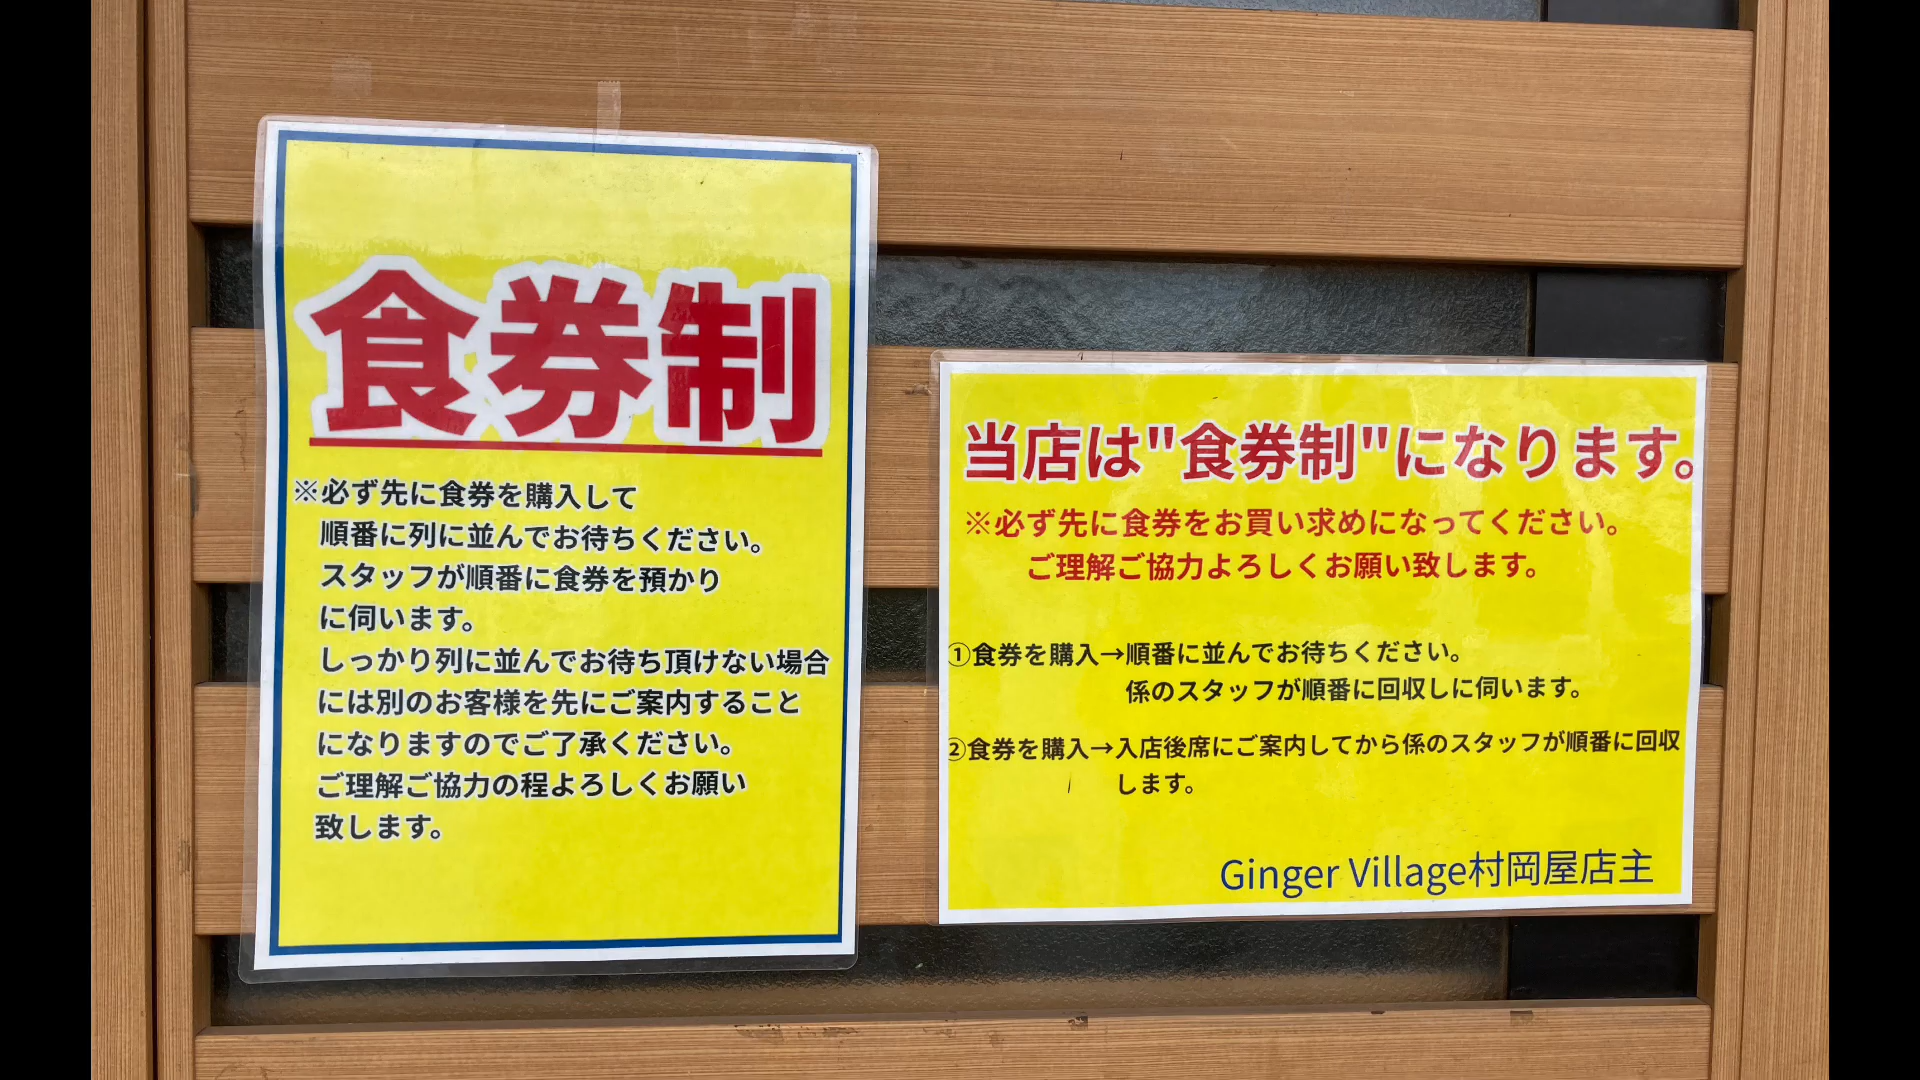 食券制
※必ず先に食券を購入して
順番に列に並んでお待ちください。
スタッフが順番に食券を預かり
に伺います。
しっかり列に並んでお待ち頂けない場合
には別のお客様を先にご案内すること
になりますのでご了承ください。
ご理解ご協力の程よろしくお願い
致します。
当店は"食券制"になります。
※必ず先に食券をお買い求めになってください。
ご理解ご協力よろしくお願い致します。
①食券を購入→順番に並んでお待ちください。
係のスタッフが順番に回収しに伺います。
②食券を購入→入店後席にご案内してから係のスタッフが順番に回収
します。
Ginger Village村岡屋店主